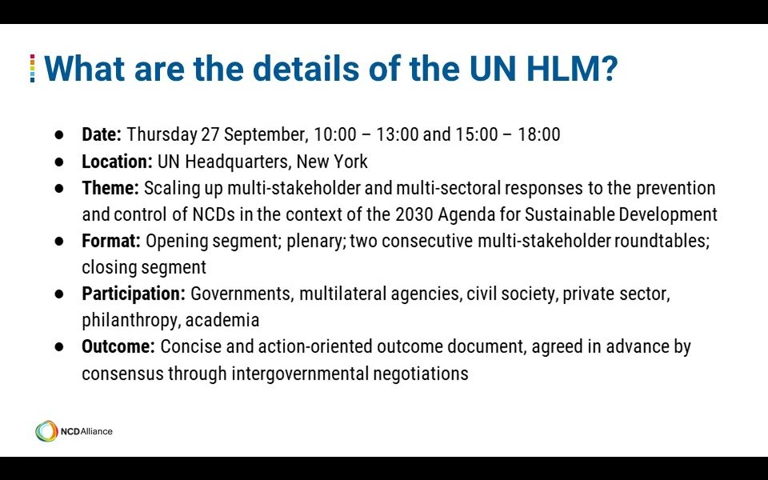 What are the details of the UN HLM?
● Date: Thursday 27 September, 10:00 – 13:00 and 15:00 – 18:00
● Location: UN Headquarters, New York
● Theme: Scaling up multi-stakeholder and multi-sectoral responses to the prevention
and control of NCDs in the context of the 2030 Agenda for Sustainable Development
● Format: Opening segment; plenary; two consecutive multi-stakeholder roundtables;
closing segment
● Participation: Governments, multilateral agencies, civil society, private sector,
philanthropy, academia
● Outcome: Concise and action-oriented outcome document, agreed in advance by
consensus through intergovernmental negotiations
NCDAlliance